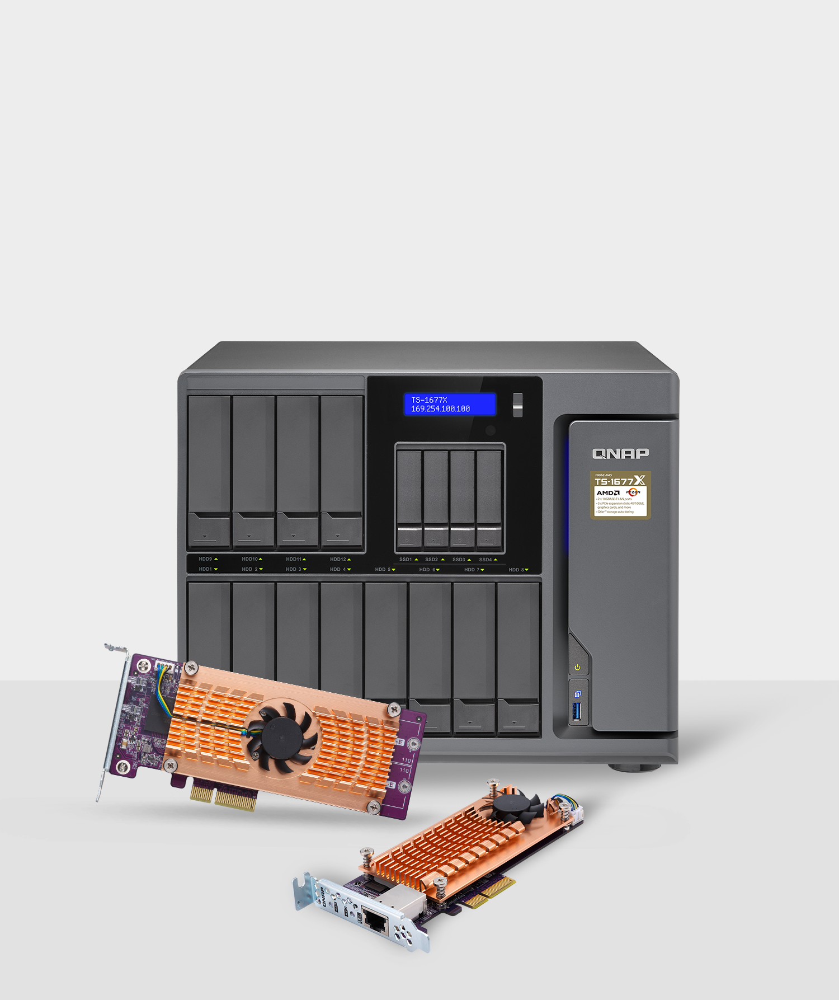 TS-1677X
169.254.100.100
QNAP
10GbE NAS
TS-1677X
AMD RYZEN
• 2 x 10GBASE-T LAN ports
• 3 x PCIe expansion slots: 40/10GbE,
graphics cards, and more
• Qtier™ storage auto-tiering
HDD9 HDD10 HDD11 HDD12 SSD1 SSD2 SSD3 SSD4
HDD1 HDD 2 HDD 3 HDD 4 HDD 5 HDD 6 HDD 7 HDD 8
-E
110
110
-E
QNAP